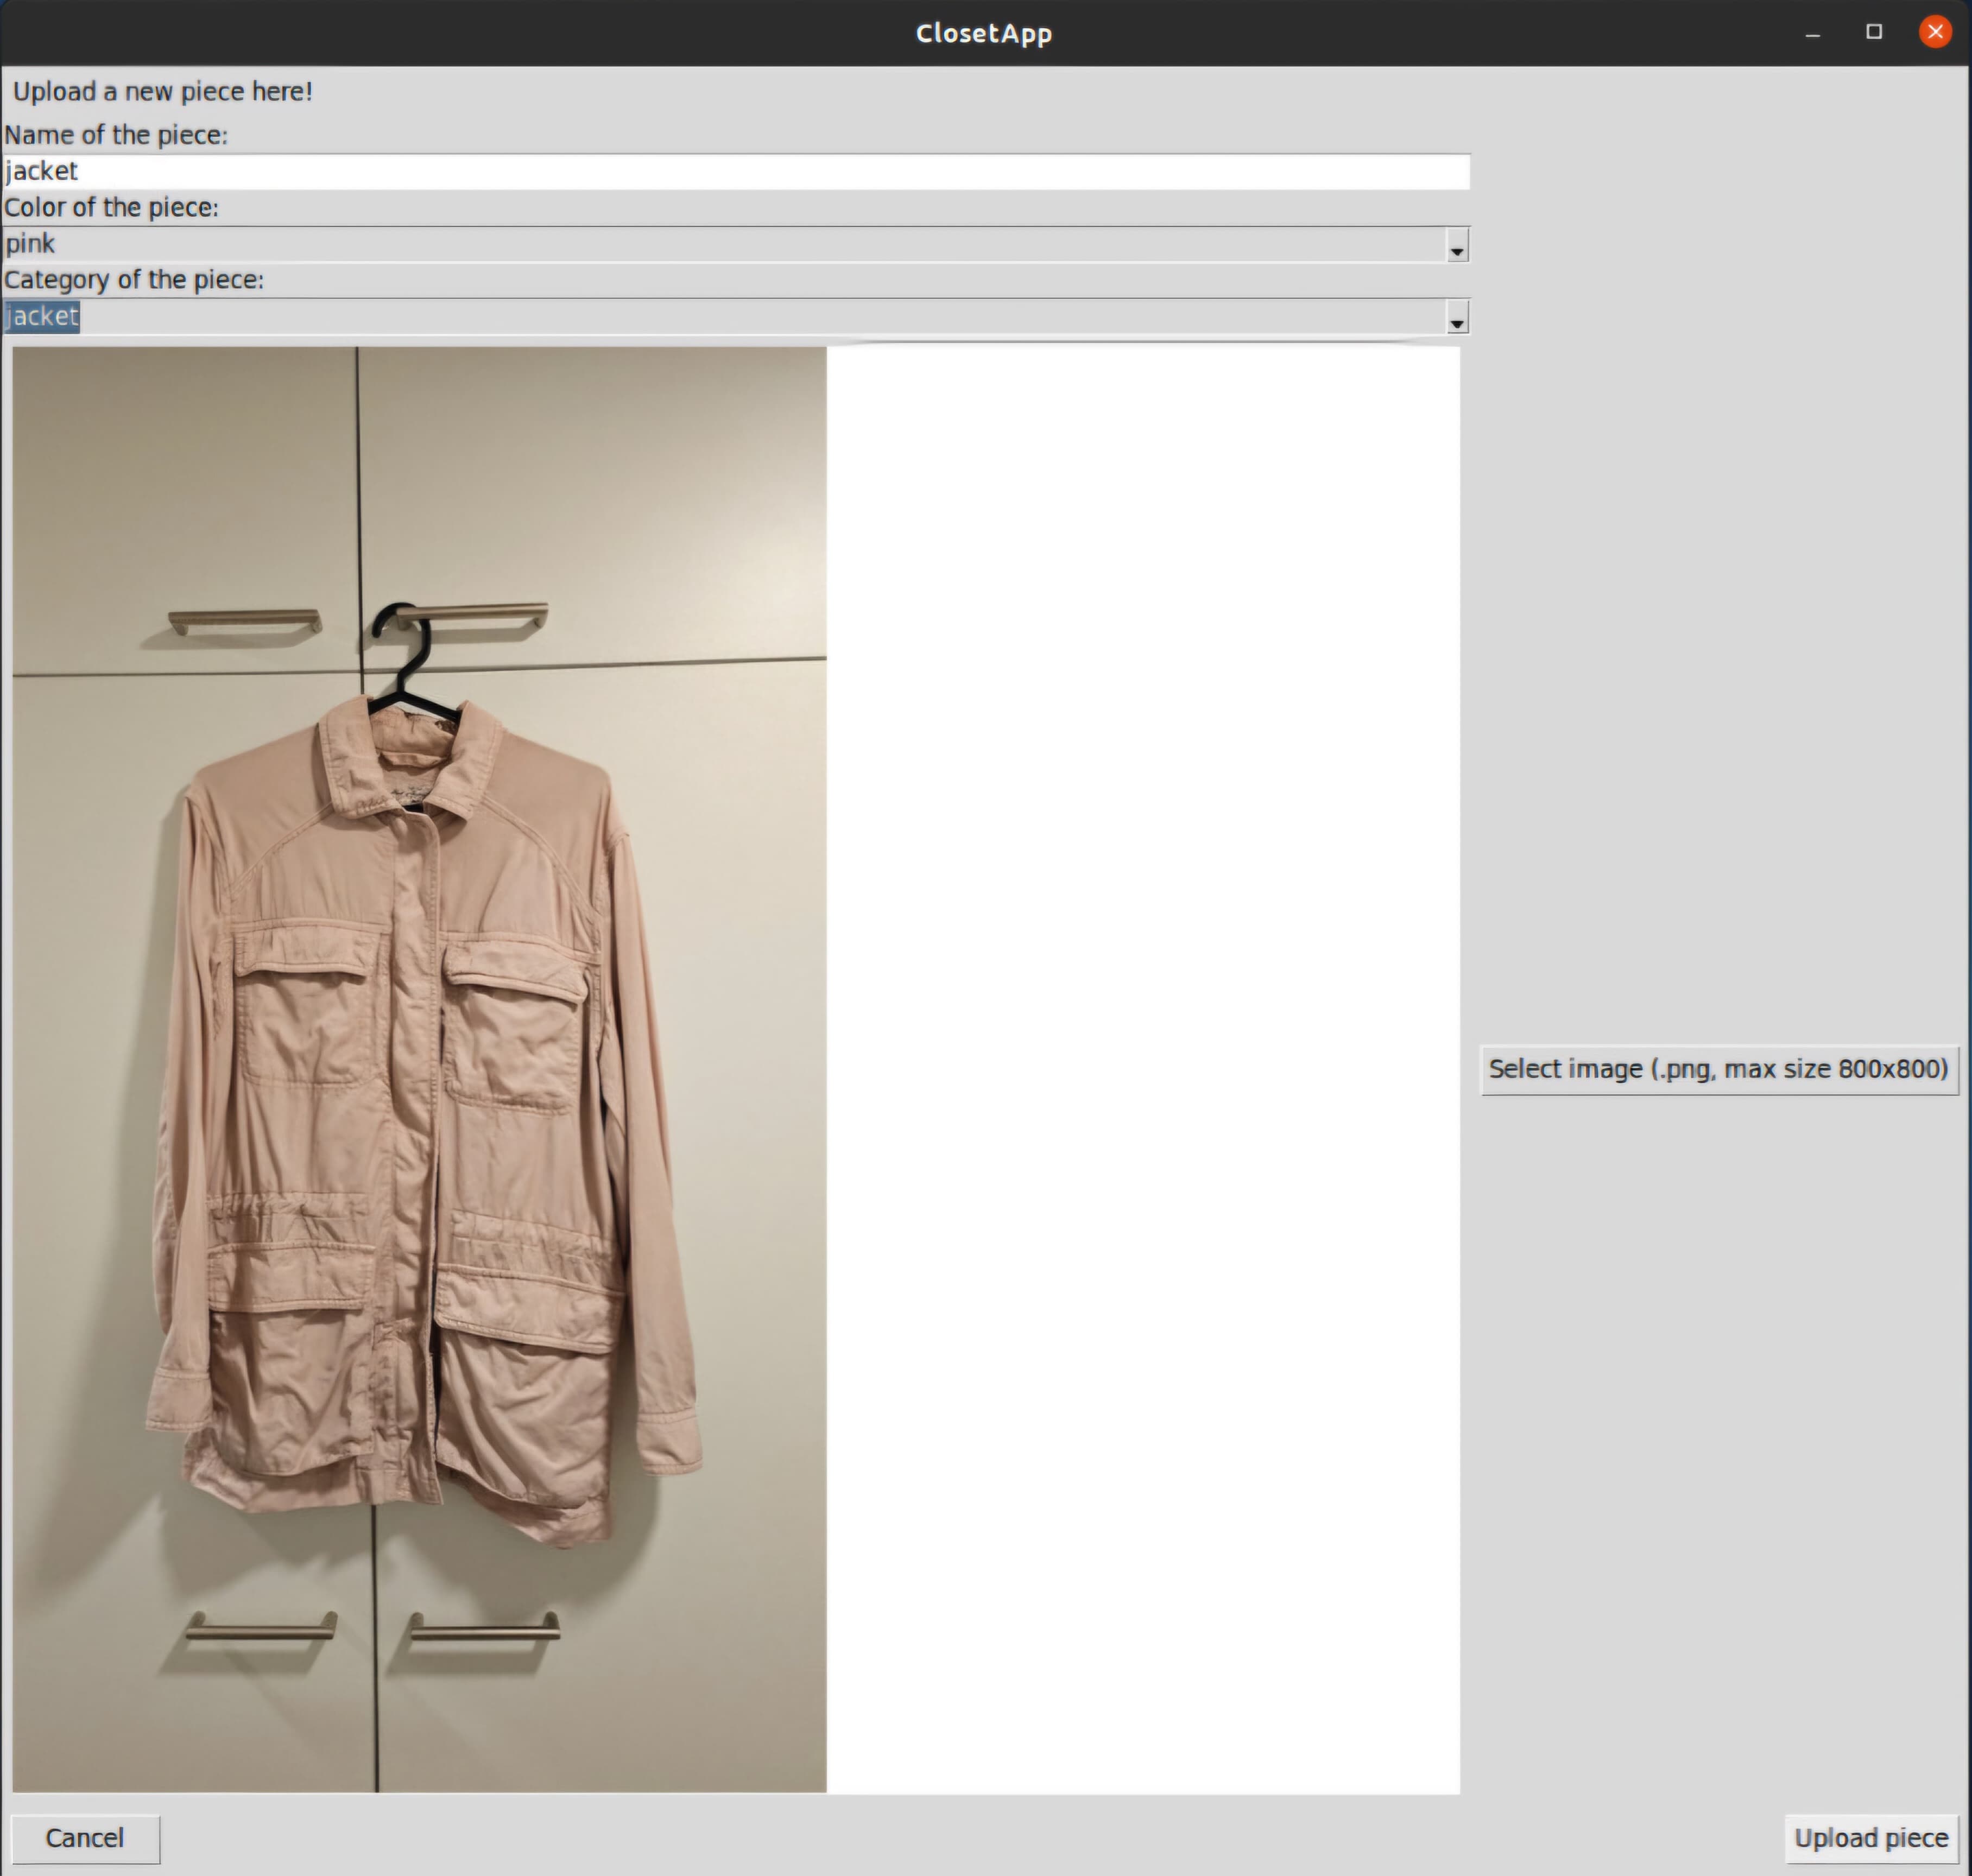 ClosetApp
Upload a new piece here!
Name of the piece:
jacket
Color of the piece:
pink
Category of the piece:
jacket
Select image (.png, max size 800x800)
Cancel
Upload piece